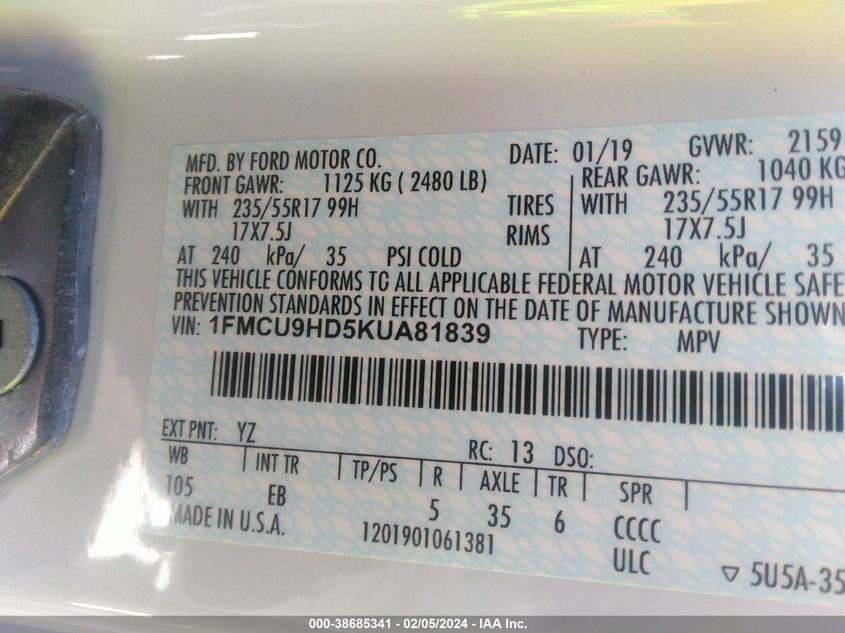 MFD. BY FORD MOTOR CO. DATE: 01/19 GVWR: 2159
FRONT GAWR: 1125 KG ( 2480 LB) REAR GAWR: 1040 KG
WITH 235/55R17 99H TIRES WITH 235/55R17 99H
17X7.5J RIMS 17X7.5J
AT 240 kPa/ 35 PSI COLD AT 240 kPa/ 35
THIS VEHICLE CONFORMS TO ALL APPLICABLE FEDERAL MOTOR VEHICLE SAFE
PREVENTION STANDARDS IN EFFECT ON THE DATE OF MANUFACTURE SHOWN
VIN: 1FMCU9HD5KUA81839 TYPE: MPV
EXT PNT: YZ RC: 13 DSO:
WB INT TR TP/PS R AXLE TR SPR
105 EB 5 35 6 CCCC
MADE IN U.S.A. 1201901061381 ULC
▽ 5U5A-35
000-38685341 - 02/05/2024 - IAA Inc.